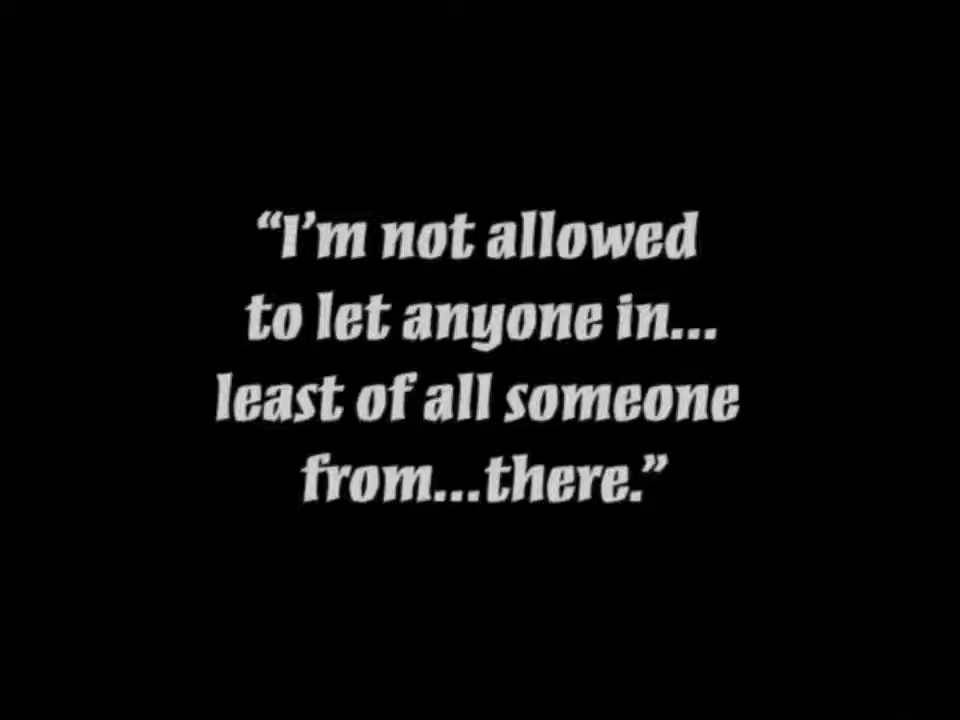 “I’m not allowed
to let anyone in...
least of all someone
from...there.”